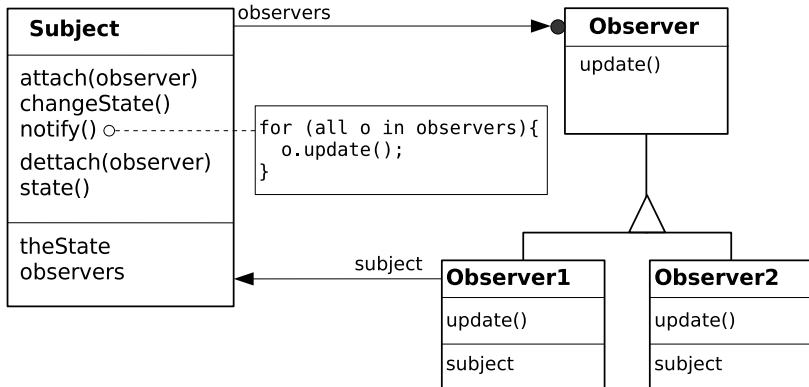 Subject
attach(observer)
changeState()
notify()
dettach(observer)
state()
theState
observers
observers
for (all o in observers){
  o.update();
}
Observer
update()
subject
Observer1
update()
subject
Observer2
update()
subject